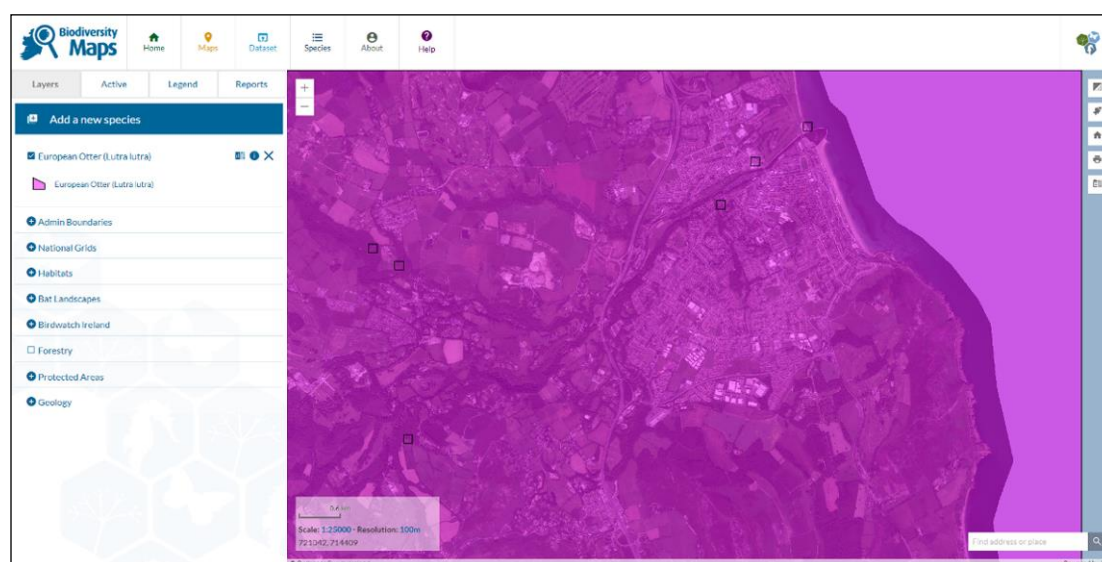 Biodiversity
Maps
Home
Maps
Dataset
Species
About
Help
Layers
Active
Legend
Reports
Add a new species
European Otter (Lutra lutra)
European Otter (Lutra lutra)
Admin Boundaries
National Grids
Habitats
Bat Landscapes
Birdwatch Ireland
Forestry
Protected Areas
Geology
Scale: 1:25000 - Resolution: 100m
721042, 714409
Find address or place